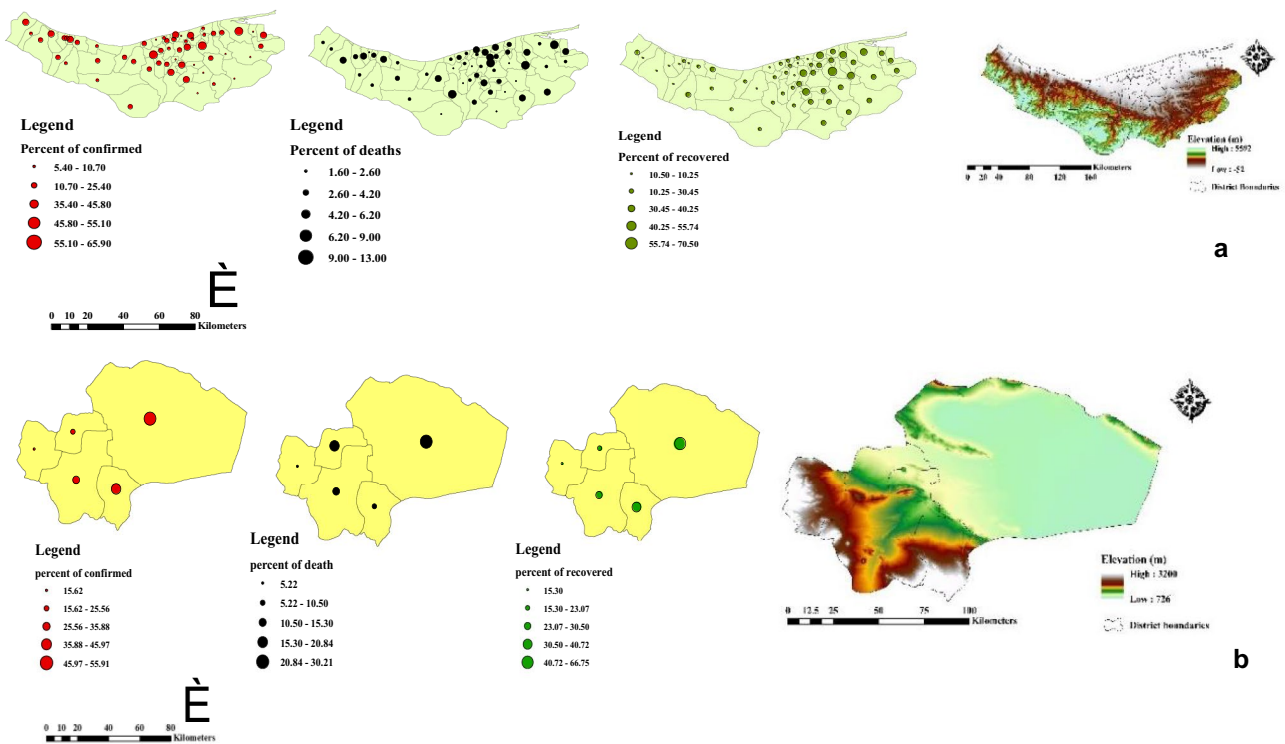 Legend
Percent of confirmed
5.40 - 10.70
10.70 - 25.40
35.40 - 45.80
45.80 - 55.10
55.10 - 65.90
Legend
Percent of deaths
1.60 - 2.60
2.60 - 4.20
4.20 - 6.20
6.20 - 9.00
9.00 - 13.00
Legend
Percent of recovered
10.50 - 10.25
10.25 - 30.45
30.45 - 40.25
40.25 - 55.74
55.74 - 70.50
Elevation (m)
High : 5592
Low : -52
District Boundaries
0 20 40 80 120 160
Kilometers
a
È
0 10 20 40 60 80
Kilometers
Legend
percent of confirmed
15.62
15.62 - 25.56
25.56 - 35.88
35.88 - 45.97
45.97 - 55.91
Legend
percent of death
5.22
5.22 - 10.50
10.50 - 15.30
15.30 - 20.84
20.84 - 30.21
Legend
percent of recovered
15.30
15.30 - 23.07
23.07 - 30.50
30.50 - 40.72
40.72 - 66.75
Elevation (m)
High : 3200
Low : 726
District boundaries
0 12.5 25 50 75 100
Kilometers
b
È
0 10 20 40 60 80
Kilometers